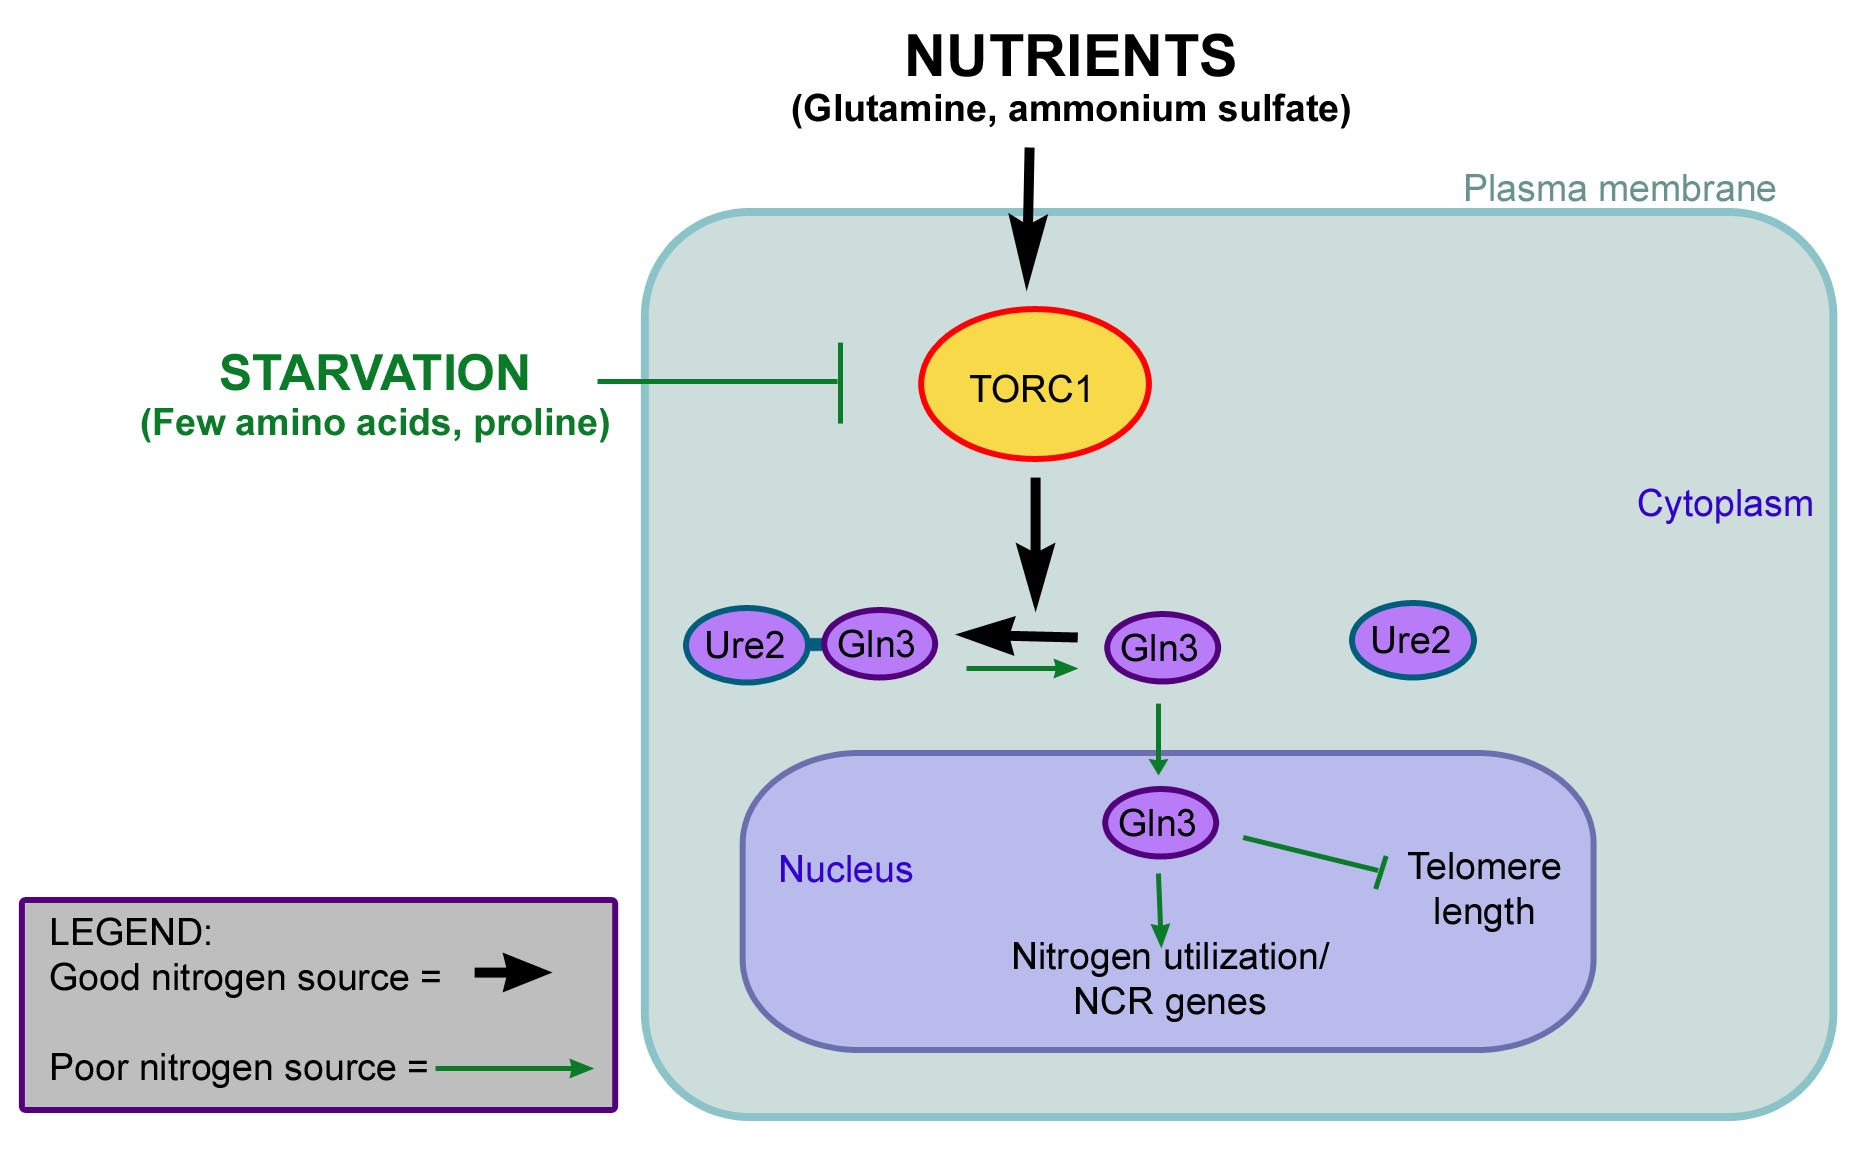 NUTRIENTS
(Glutamine, ammonium sulfate)
Plasma membrane
STARVATION
(Few amino acids, proline)
TORC1
Cytoplasm
Ure2
Gln3
Gln3
Ure2
Gln3
Nucleus
Telomere
length
Nitrogen utilization/
NCR genes
LEGEND:
Good nitrogen source =
Poor nitrogen source =